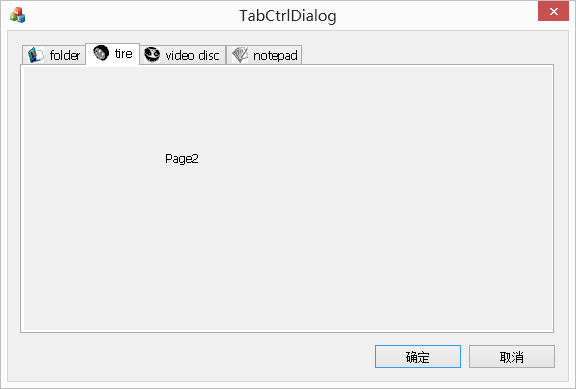 TabCtrlDialog
folder tire video disc notepad
Page2
确定 取消